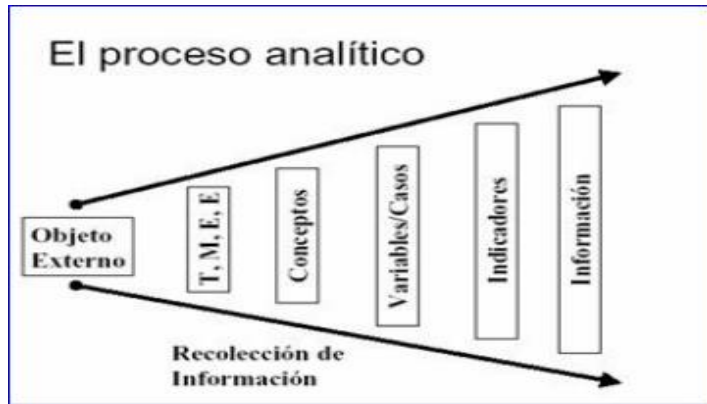 El proceso analítico
Objeto
Externo
T, M, E, E
Conceptos
Variables/Casos
Indicadores
Información
Recolección de
Información